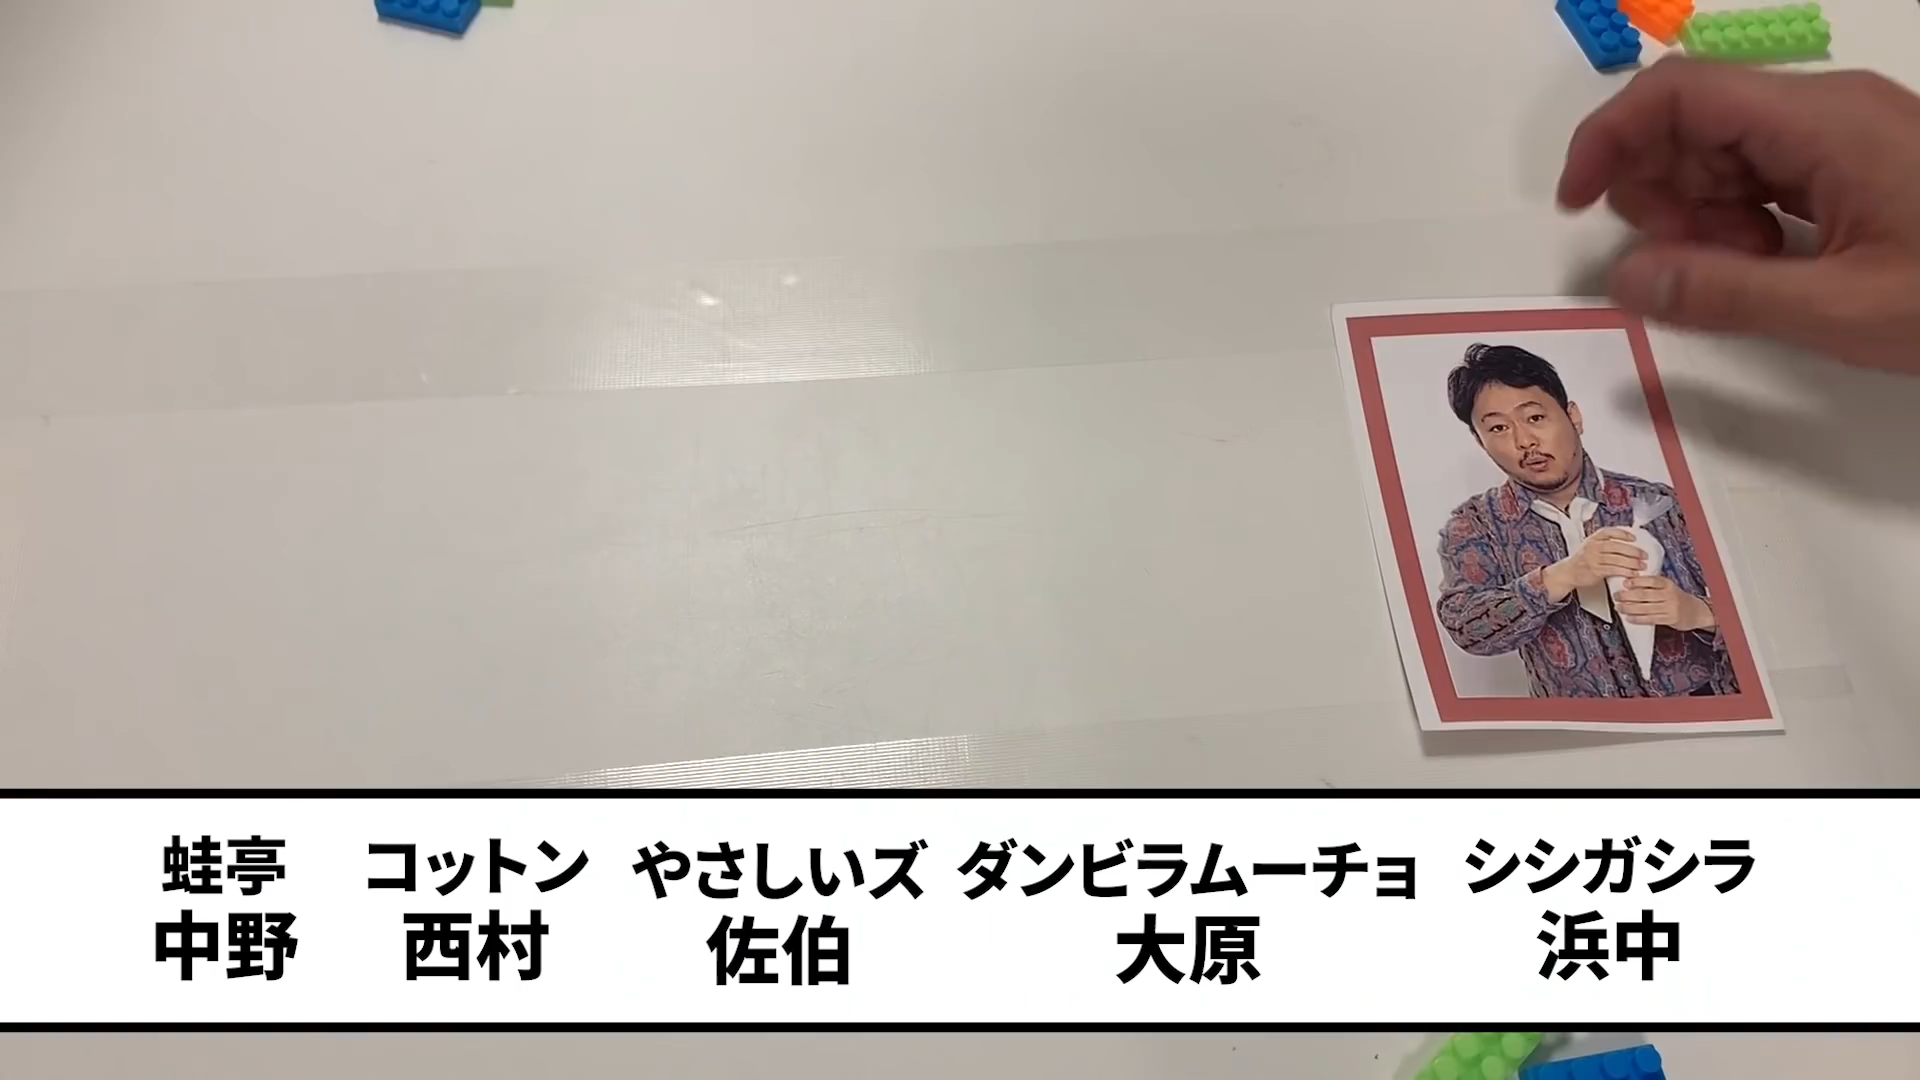 蛙亭 コットン やさしいズ ダンビラムーチョ シシガシラ
中野 西村 佐伯 大原 浜中